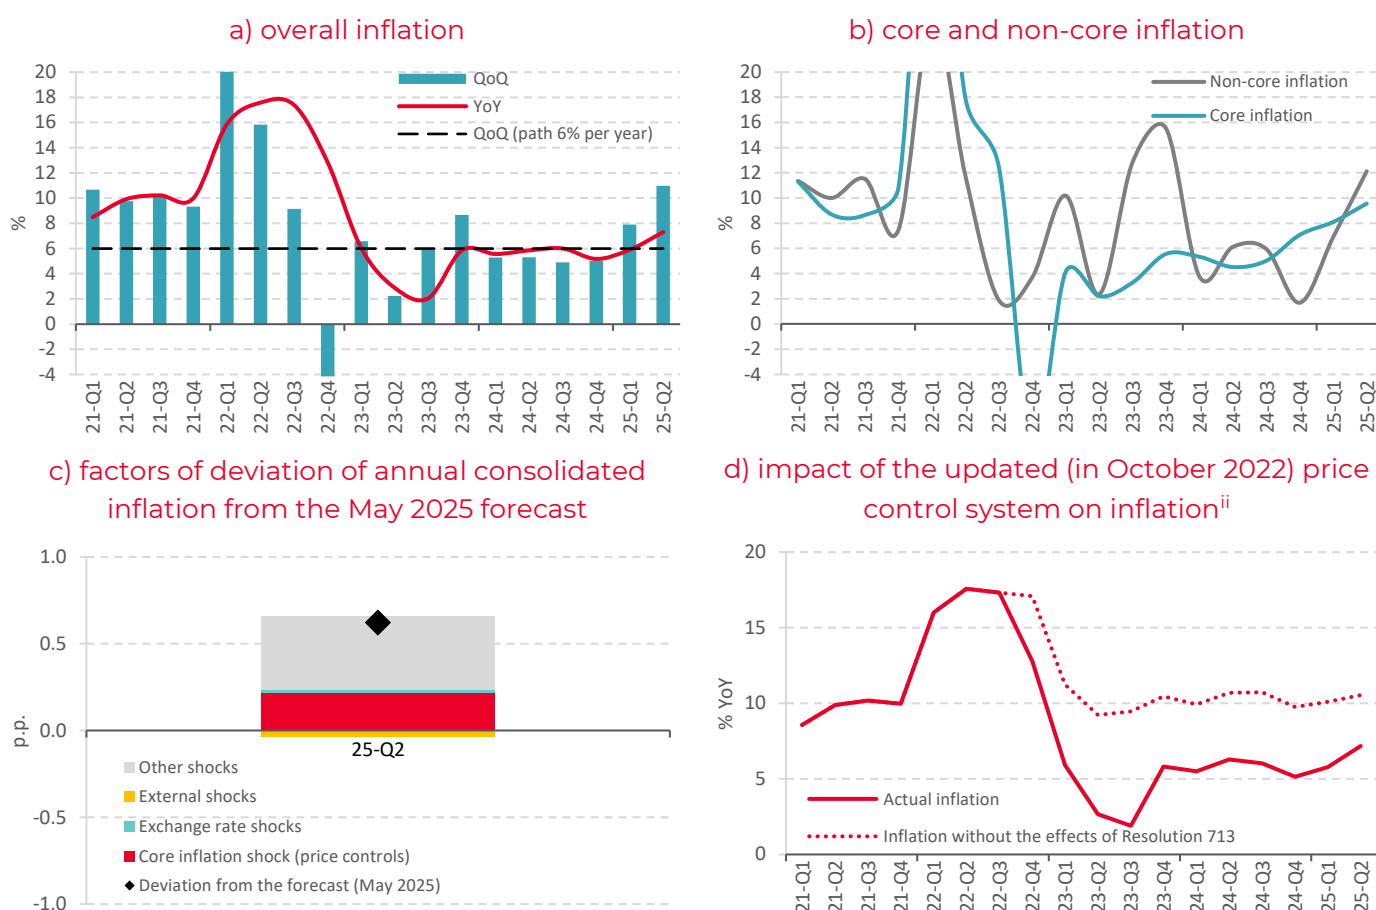 a) overall inflation
20
18
16
14
12
10
8
6
4
2
0
-2
-4
%
QoQ
YoY
QoQ (path 6% per year)
21-Q1
21-Q2
21-Q3
21-Q4
22-Q1
22-Q2
22-Q3
22-Q4
23-Q1
23-Q2
23-Q3
23-Q4
24-Q1
24-Q2
24-Q3
24-Q4
25-Q1
25-Q2
b) core and non-core inflation
20
18
16
14
12
10
8
6
4
2
0
-2
-4
%
Non-core inflation
Core inflation
21-Q1
21-Q2
21-Q3
21-Q4
22-Q1
22-Q2
22-Q3
22-Q4
23-Q1
23-Q2
23-Q3
23-Q4
24-Q1
24-Q2
24-Q3
24-Q4
25-Q1
25-Q2
c) factors of deviation of annual consolidated
inflation from the May 2025 forecast
1.0
0.5
0.0
-0.5
-1.0
p.p.
25-Q2
Other shocks
External shocks
Exchange rate shocks
Core inflation shock (price controls)
Deviation from the forecast (May 2025)
d) impact of the updated (in October 2022) price
control system on inflationii
20
15
10
5
0
% YoY
Actual inflation
Inflation without the effects of Resolution 713
21-Q1
21-Q2
21-Q3
21-Q4
22-Q1
22-Q2
22-Q3
22-Q4
23-Q1
23-Q2
23-Q3
23-Q4
24-Q1
24-Q2
24-Q3
24-Q4
25-Q1
25-Q2